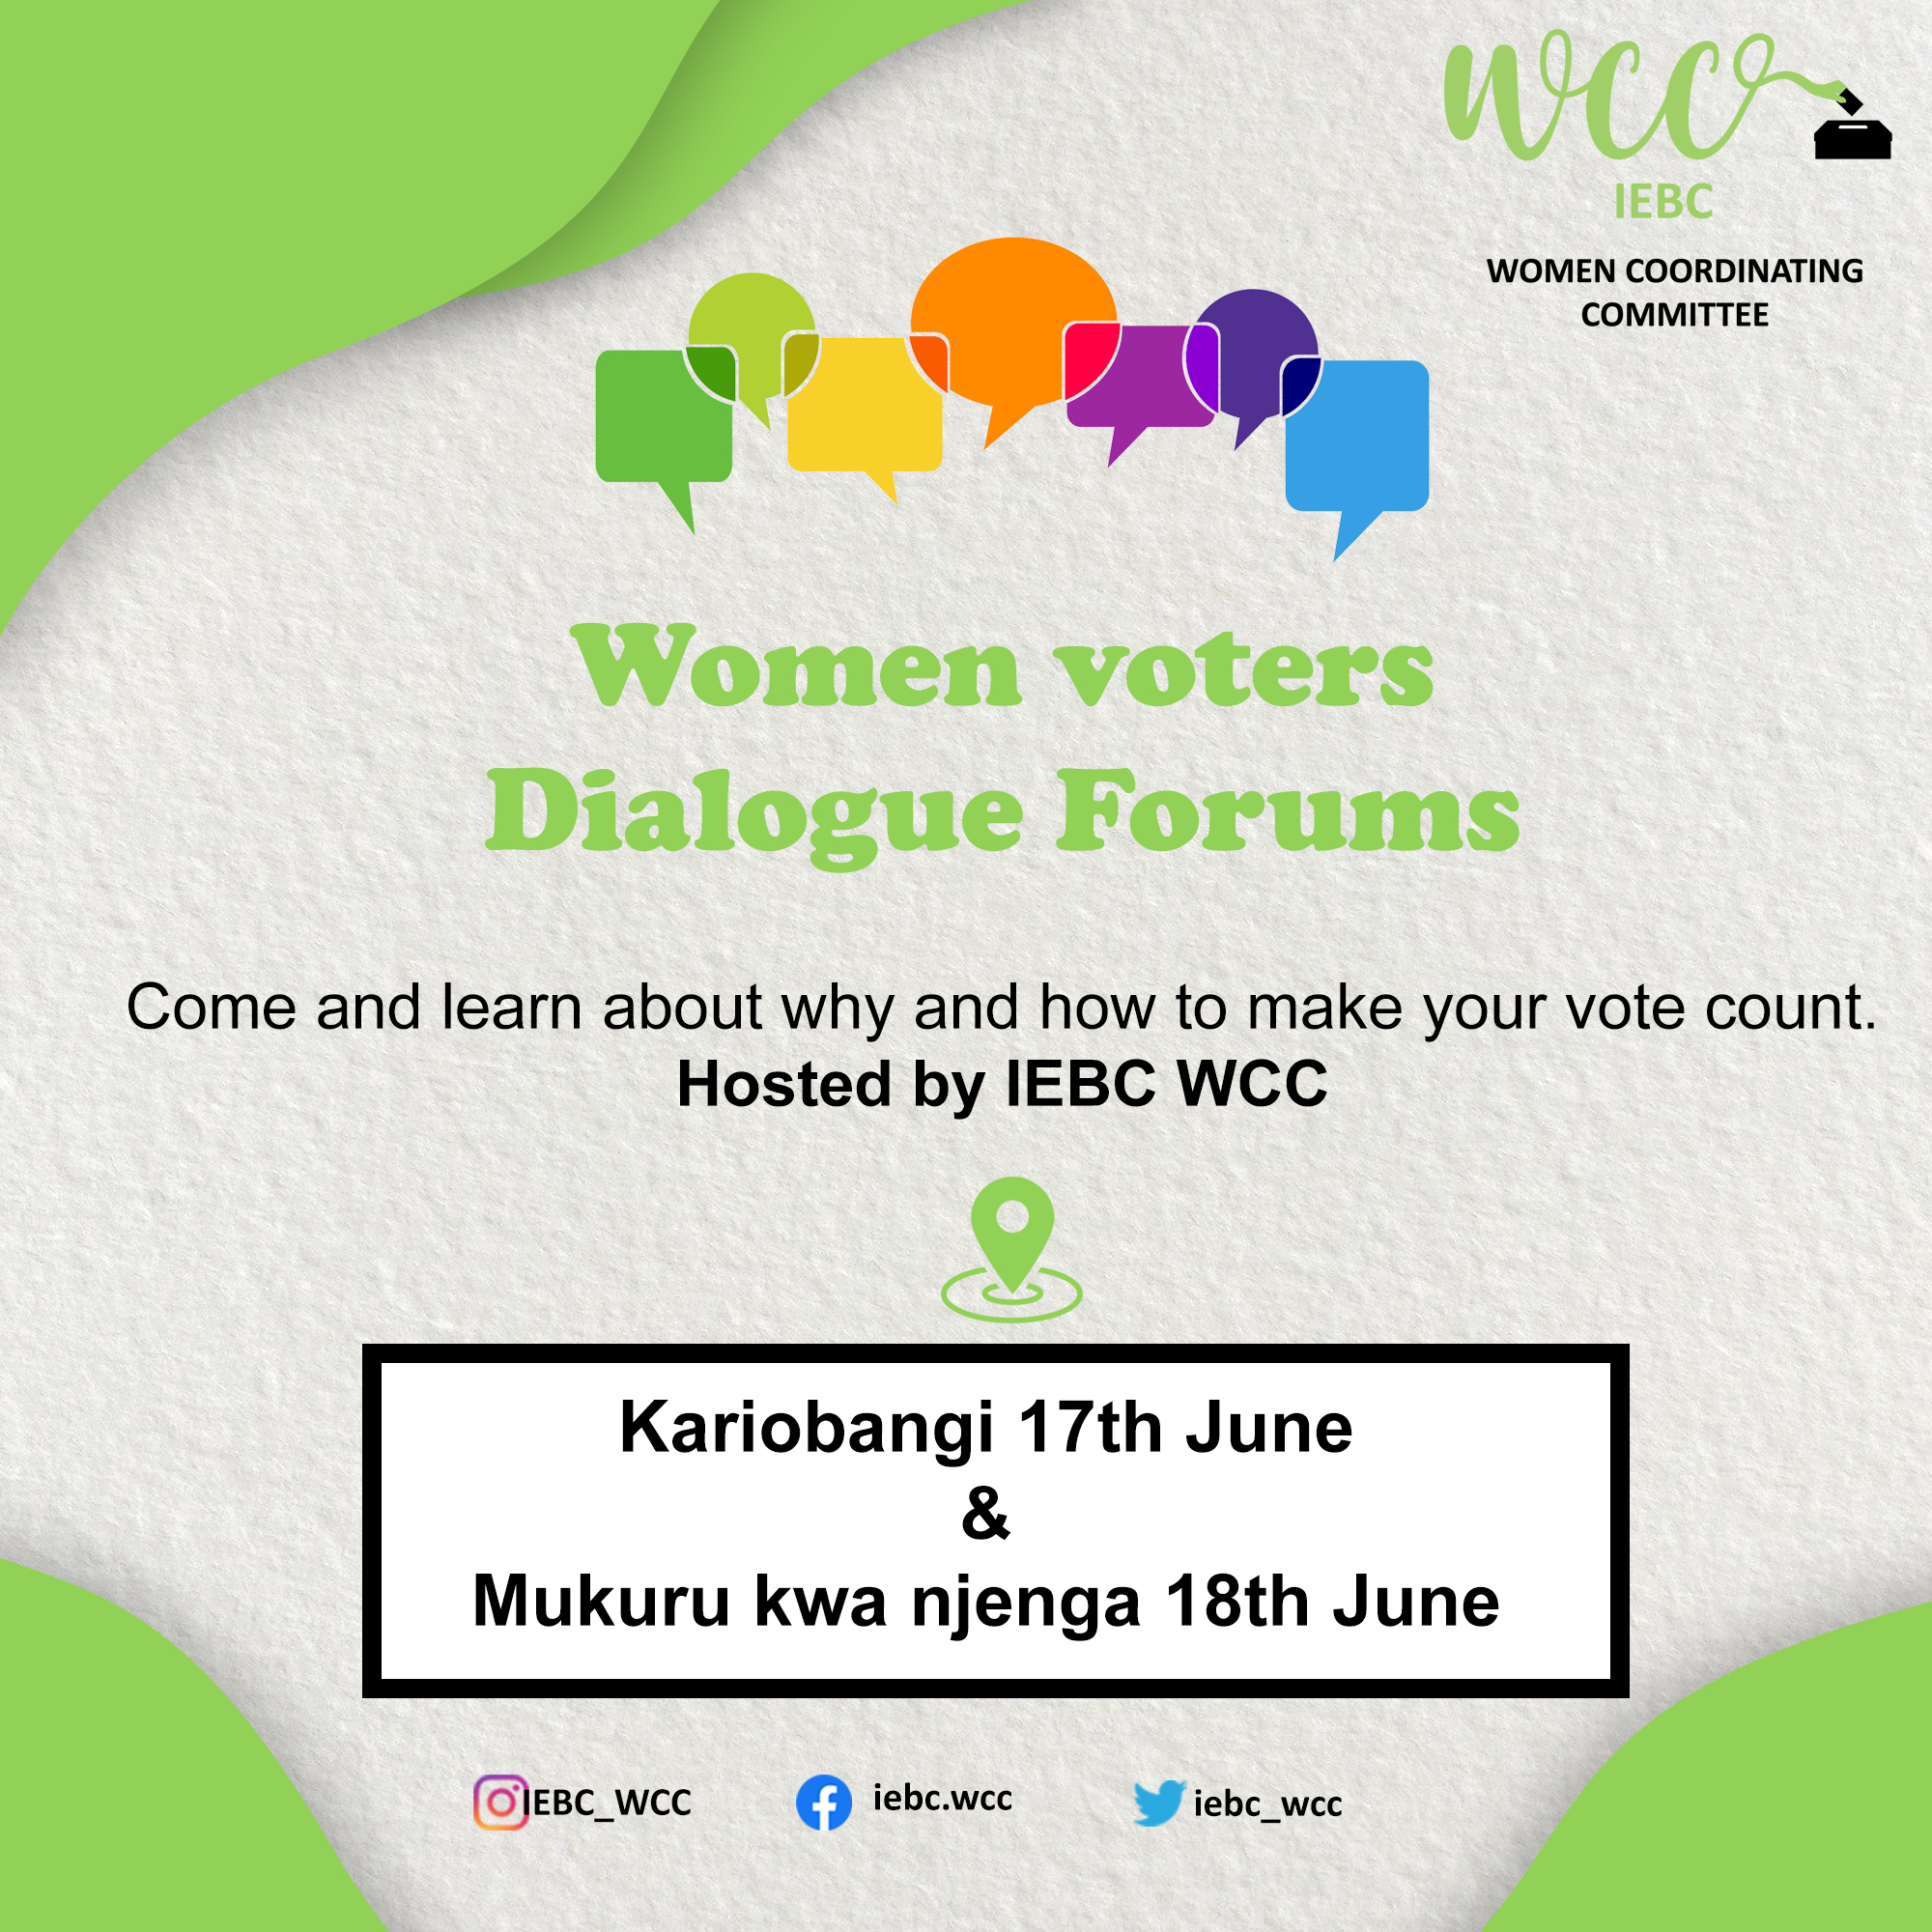 wcc
IEBC
WOMEN COORDINATING
COMMITTEE
Women voters
Dialogue Forums
Come and learn about why and how to make your vote count.
Hosted by IEBC WCC
Kariobangi 17th June
&
Mukuru kwa njenga 18th June
IEBC_WCC
iebc.wcc
iebc_wcc